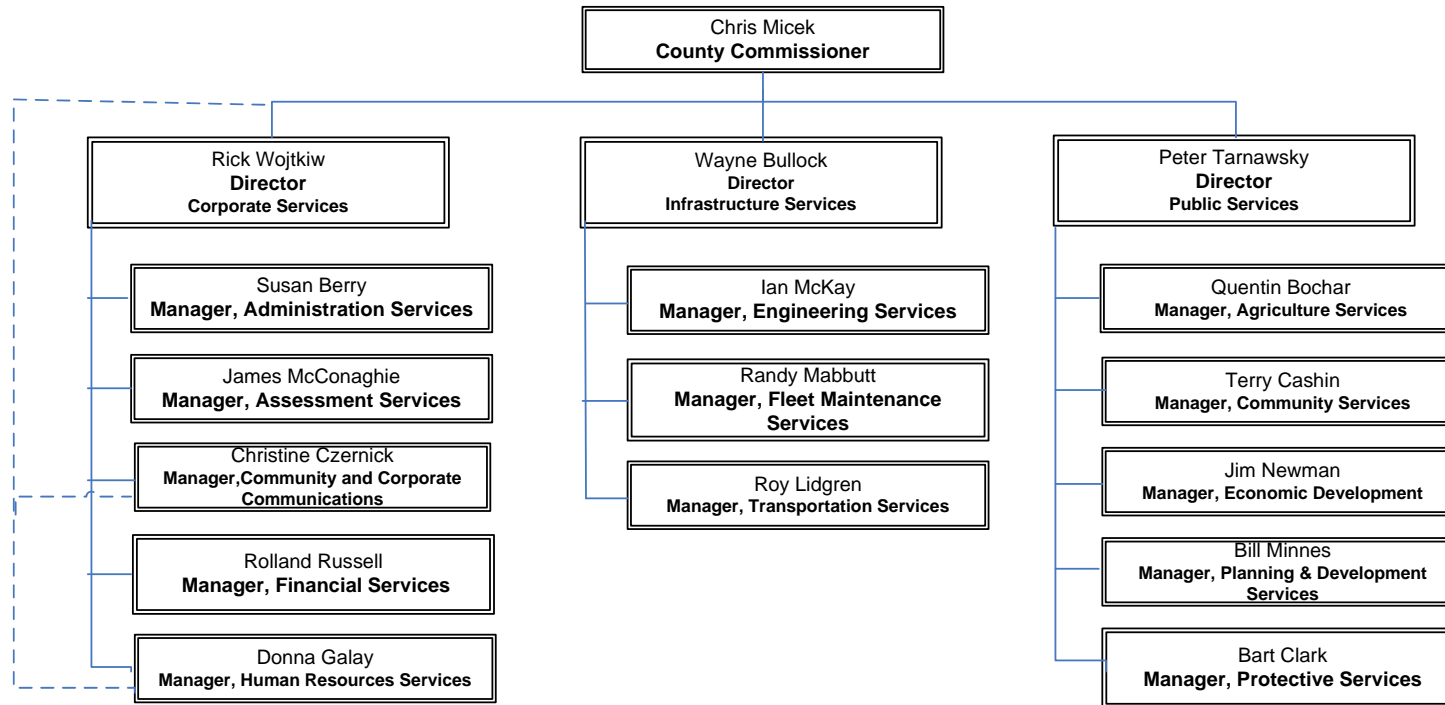 Chris Micek
County Commissioner
Rick Wojtkiw
Director
Corporate Services
Susan Berry
Manager, Administration Services
James McConaghie
Manager, Assessment Services
Christine Czernick
Manager,Community and Corporate
Communications
Rolland Russell
Manager, Financial Services
Donna Galay
Manager, Human Resources Services
Wayne Bullock
Director
Infrastructure Services
Ian McKay
Manager, Engineering Services
Randy Mabbutt
Manager, Fleet Maintenance
Services
Roy Lidgren
Manager, Transportation Services
Peter Tarnawsky
Director
Public Services
Quentin Bochar
Manager, Agriculture Services
Terry Cashin
Manager, Community Services
Jim Newman
Manager, Economic Development
Bill Minnes
Manager, Planning & Development
Services
Bart Clark
Manager, Protective Services